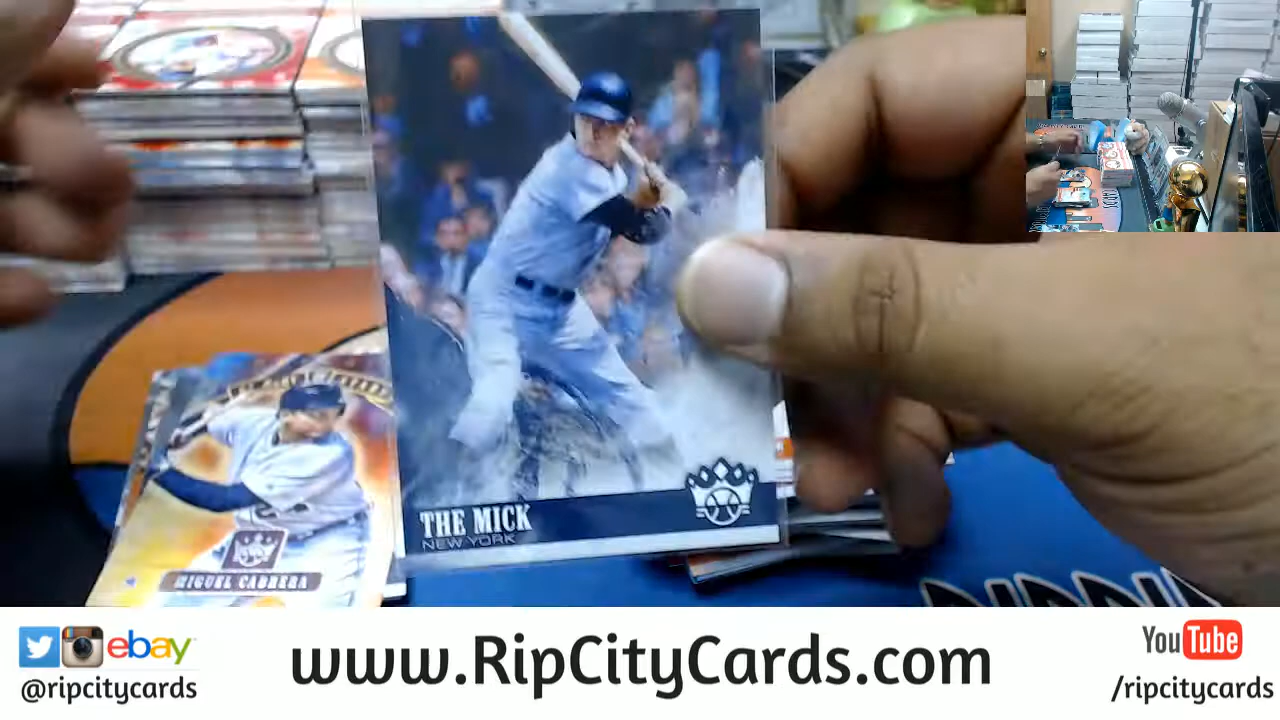 THE MICK
NEW YORK
MIGUEL CABRERA
ebay
@ripcitycards
www.RipCityCards.com
YouTube
/ripcitycards